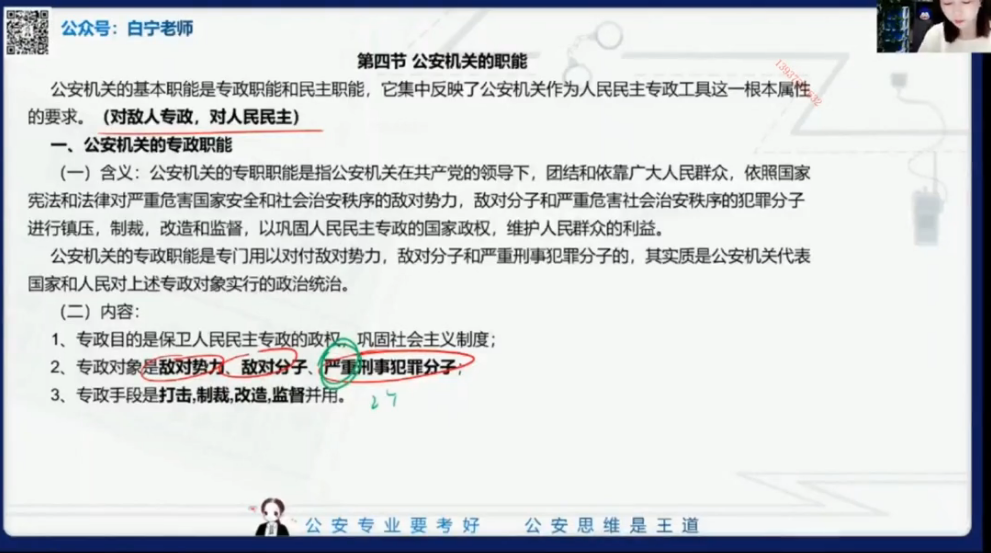 公众号：白宁老师
第四节 公安机关的职能
公安机关的基本职能是专政职能和民主职能，它集中反映了公安机关作为人民民主专政工具这一根本属性
的要求。（对敌人专政，对人民民主）
一、公安机关的专政职能
（一）含义：公安机关的专职职能是指公安机关在共产党的领导下，团结和依靠广大人民群众，依照国家
宪法和法律对严重危害国家安全和社会治安秩序的敌对势力，敌对分子和严重危害社会治安秩序的犯罪分子
进行镇压，制裁，改造和监督，以巩固人民民主专政的国家政权，维护人民群众的利益。
公安机关的专政职能是专门用以对付敌对势力，敌对分子和严重刑事犯罪分子的，其实质是公安机关代表
国家和人民对上述专政对象实行的政治统治。
（二）内容：
1、专政目的是保卫人民民主专政的政权，巩固社会主义制度；
2、专政对象是敌对势力、敌对分子、严重刑事犯罪分子；
3、专政手段是打击,制裁,改造,监督并用。
公安专业要考好 公安思维是王道